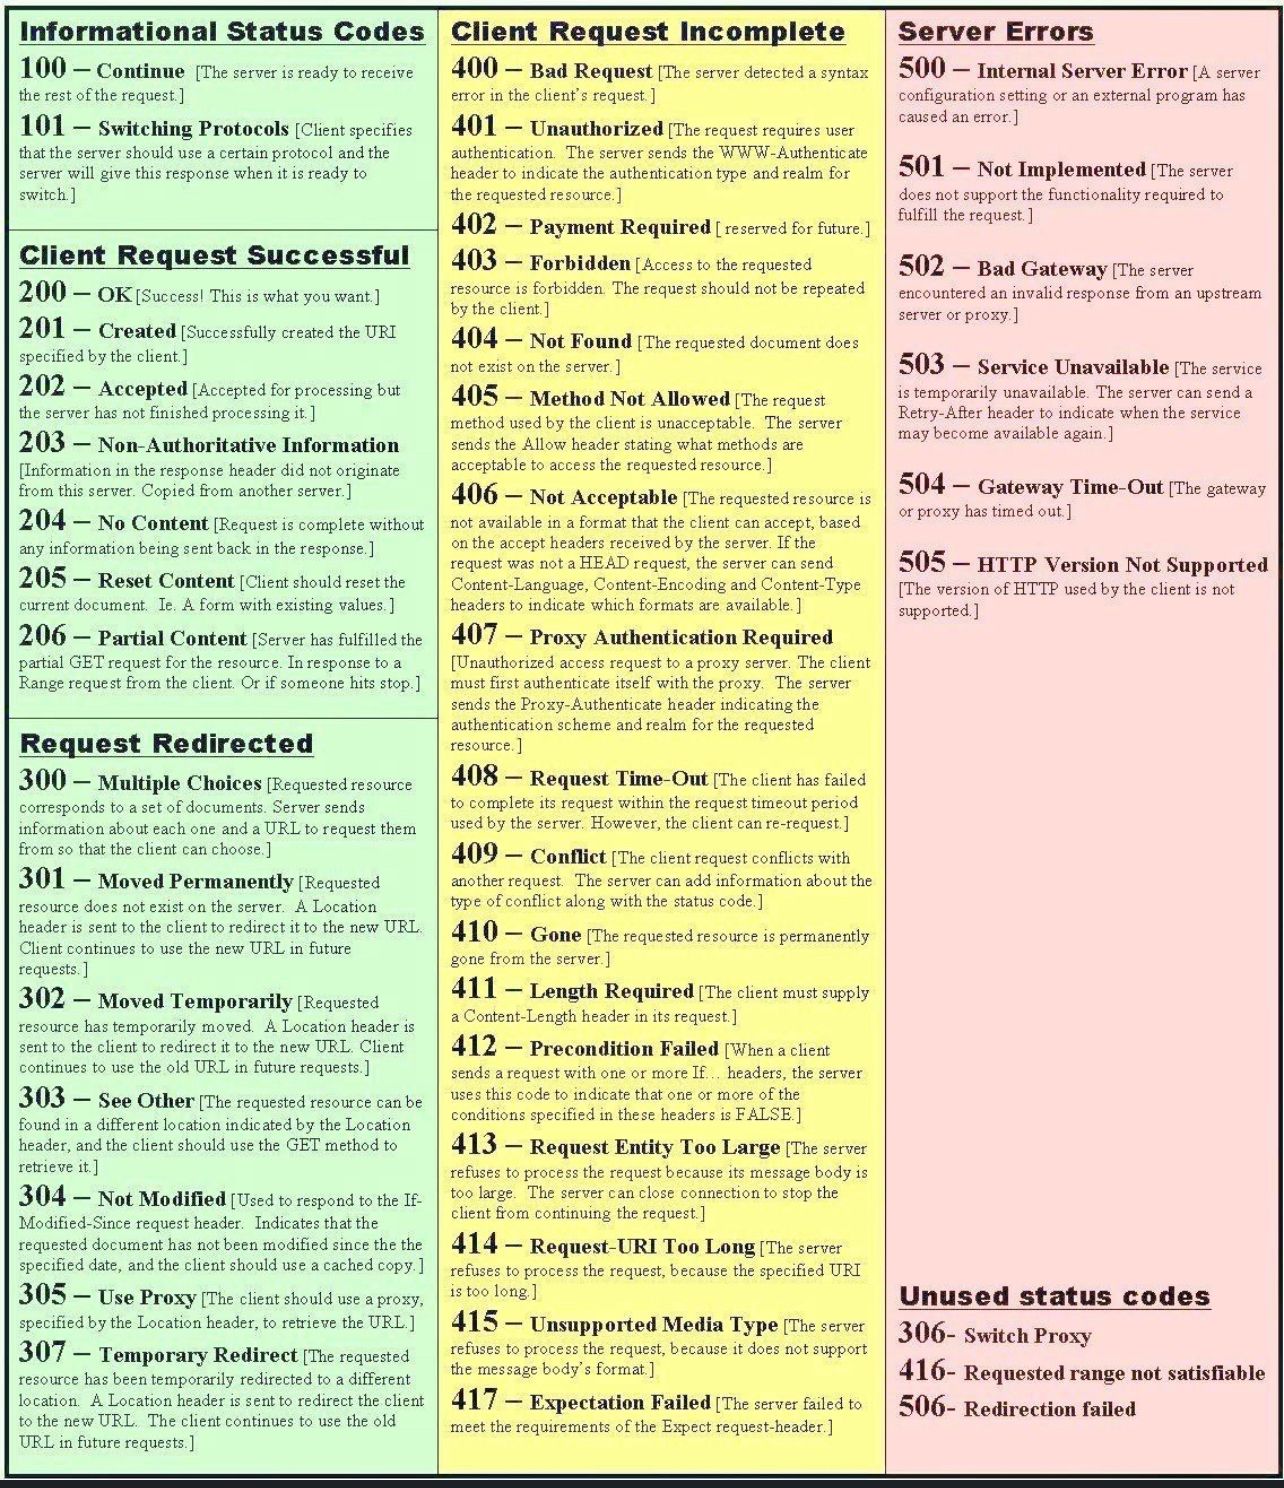 Informational Status Codes
100 – Continue [The server is ready to receive
the rest of the request.]
101 – Switching Protocols [Client specifies
that the server should use a certain protocol and the
server will give this response when it is ready to
switch.]
Client Request Successful
200 – OK [Success! This is what you want.]
201 – Created [Successfully created the URI
specified by the client.]
202 – Accepted [Accepted for processing but
the server has not finished processing it.]
203 – Non-Authoritative Information
[Information in the response header did not originate
from this server. Copied from another server.]
204 – No Content [Request is complete without
any information being sent back in the response.]
205 – Reset Content [Client should reset the
current document. Ie. A form with existing values.]
206 – Partial Content [Server has fulfilled the
partial GET request for the resource. In response to a
Range request from the client. Or if someone hits stop.]
Request Redirected
300 – Multiple Choices [Requested resource
corresponds to a set of documents. Server sends
information about each one and a URL to request them
from so that the client can choose.]
301 – Moved Permanently [Requested
resource does not exist on the server. A Location
header is sent to the client to redirect it to the new URL.
Client continues to use the new URL in future
requests.]
302 – Moved Temporarily [Requested
resource has temporarily moved. A Location header is
sent to the client to redirect it to the new URL. Client
continues to use the old URL in future requests.]
303 – See Other [The requested resource can be
found in a different location indicated by the Location
header, and the client should use the GET method to
retrieve it.]
304 – Not Modified [Used to respond to the If-
Modified-Since request header. Indicates that the
requested document has not been modified since the the
specified date, and the client should use a cached copy.]
305 – Use Proxy [The client should use a proxy,
specified by the Location header, to retrieve the URL.]
307 – Temporary Redirect [The requested
resource has been temporarily redirected to a different
location. A Location header is sent to redirect the client
to the new URL. The client continues to use the old
URL in future requests.]
Client Request Incomplete
400 – Bad Request [The server detected a syntax
error in the client's request.]
401 – Unauthorized [The request requires user
authentication. The server sends the WWW-Authenticate
header to indicate the authentication type and realm for
the requested resource.]
402 – Payment Required [ reserved for future.]
403 – Forbidden [Access to the requested
resource is forbidden. The request should not be repeated
by the client.]
404 – Not Found [The requested document does
not exist on the server.]
405 – Method Not Allowed [The request
method used by the client is unacceptable. The server
sends the Allow header stating what methods are
acceptable to access the requested resource.]
406 – Not Acceptable [The requested resource is
not available in a format that the client can accept, based
on the accept headers received by the server. If the
request was not a HEAD request, the server can send
Content-Language, Content-Encoding and Content-Type
headers to indicate which formats are available.]
407 – Proxy Authentication Required
[Unauthorized access request to a proxy server. The client
must first authenticate itself with the proxy. The server
sends the Proxy-Authenticate header indicating the
authentication scheme and realm for the requested
resource.]
408 – Request Time-Out [The client has failed
to complete its request within the request timeout period
used by the server. However, the client can re-request.]
409 – Conflict [The client request conflicts with
another request. The server can add information about the
type of conflict along with the status code.]
410 – Gone [The requested resource is permanently
gone from the server.]
411 – Length Required [The client must supply
a Content-Length header in its request.]
412 – Precondition Failed [When a client
sends a request with one or more If... headers, the server
uses this code to indicate that one or more of the
conditions specified in these headers is FALSE.]
413 – Request Entity Too Large [The server
refuses to process the request because its message body is
too large. The server can close connection to stop the
client from continuing the request.]
414 – Request-URI Too Long [The server
refuses to process the request, because the specified URI
is too long.]
415 – Unsupported Media Type [The server
refuses to process the request, because it does not support
the message body's format.]
417 – Expectation Failed [The server failed to
meet the requirements of the Expect request-header.]
Server Errors
500 – Internal Server Error [A server
configuration setting or an external program has
caused an error.]
501 – Not Implemented [The server
does not support the functionality required to
fulfill the request.]
502 – Bad Gateway [The server
encountered an invalid response from an upstream
server or proxy.]
503 – Service Unavailable [The service
is temporarily unavailable. The server can send a
Retry-After header to indicate when the service
may become available again.]
504 – Gateway Time-Out [The gateway
or proxy has timed out.]
505 – HTTP Version Not Supported
[The version of HTTP used by the client is not
supported.]
Unused status codes
306- Switch Proxy
416- Requested range not satisfiable
506- Redirection failed